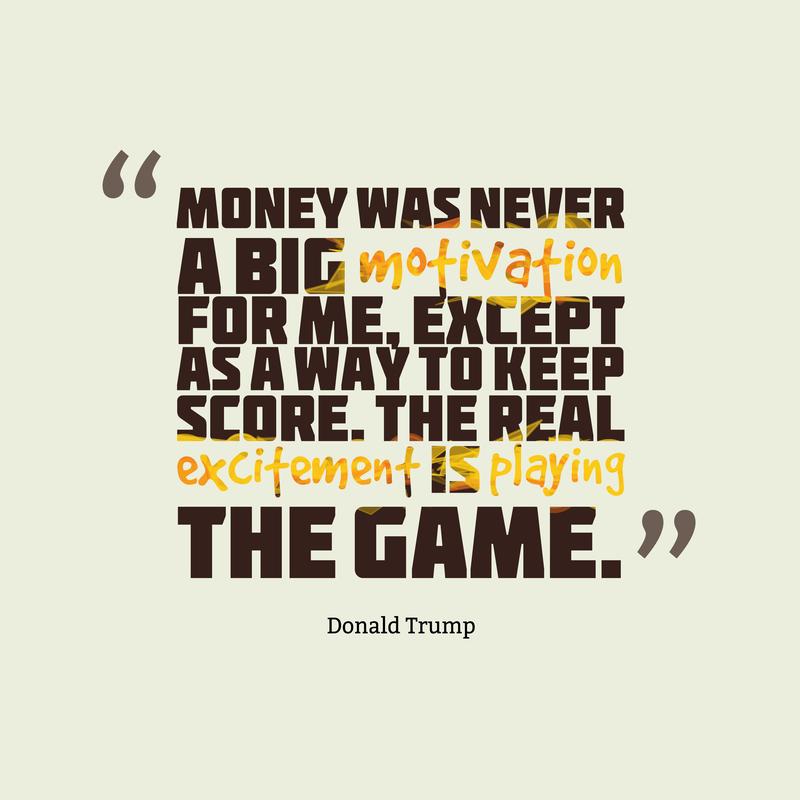 “ MONEY WAS NEVER
A BIG motivation
FOR ME, EXCEPT
AS A WAY TO KEEP
SCORE. THE REAL
excitement IS playing
THE GAME. ”
Donald Trump